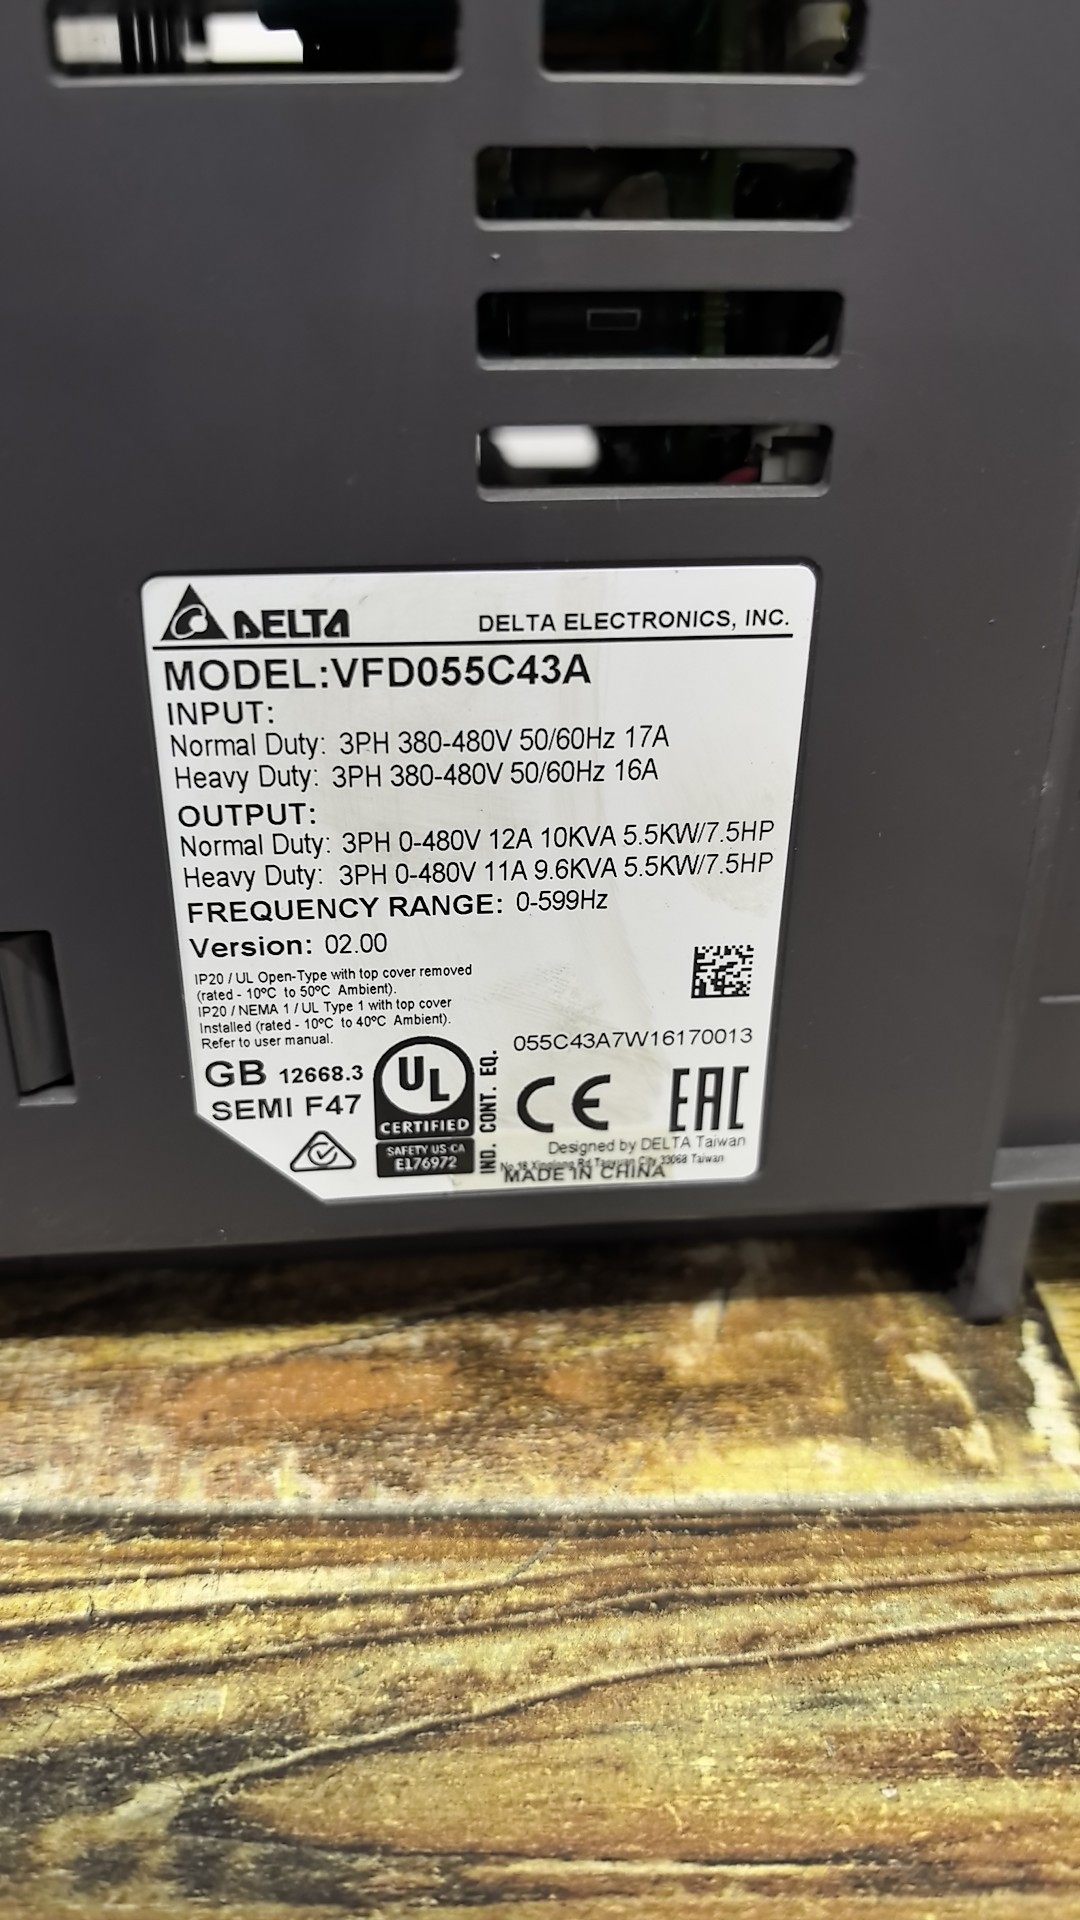 DELTA
DELTA ELECTRONICS, INC.
MODEL:VFD055C43A
INPUT:
Normal Duty: 3PH 380-480V 50/60Hz 17A
Heavy Duty: 3PH 380-480V 50/60Hz 16A
OUTPUT:
Normal Duty: 3PH 0-480V 12A 10KVA 5.5KW/7.5HP
Heavy Duty: 3PH 0-480V 11A 9.6KVA 5.5KW/7.5HP
FREQUENCY RANGE: 0-599Hz
Version: 02.00
IP20 / UL Open-Type with top cover removed
(rated - 10ºC to 50ºC Ambient).
IP20 / NEMA 1 / UL Type 1 with top cover
Installed (rated - 10ºC to 40ºC Ambient).
Refer to user manual.
055C43A7W16170013
GB 12668.3
SEMI F47
UL
CERTIFIED
SAFETY US CA
E176972
IND. CONT. EQ.
CE
EAC
Designed by DELTA Taiwan
City 33068 Taiwan
MADE IN CHINA